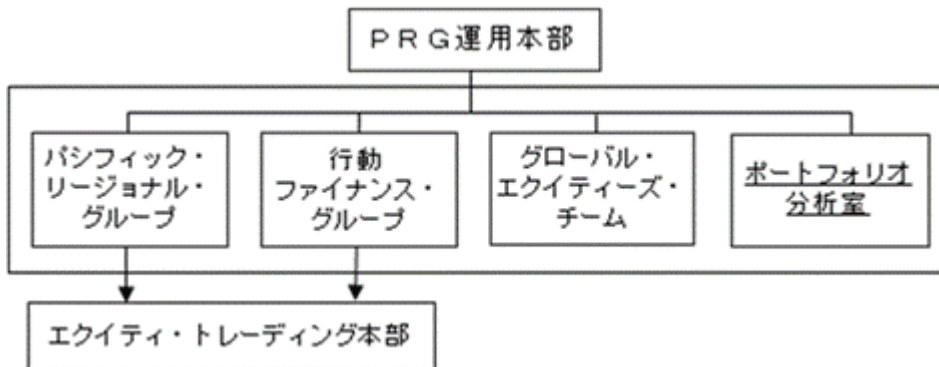 ＰＲＧ運用本部
パシフィック・
リージョナル・
グループ
行動
ファイナンス・
グループ
グローバル・
エクイティーズ・
チーム
ポートフォリオ
分析室
エクイティ・トレーディング本部